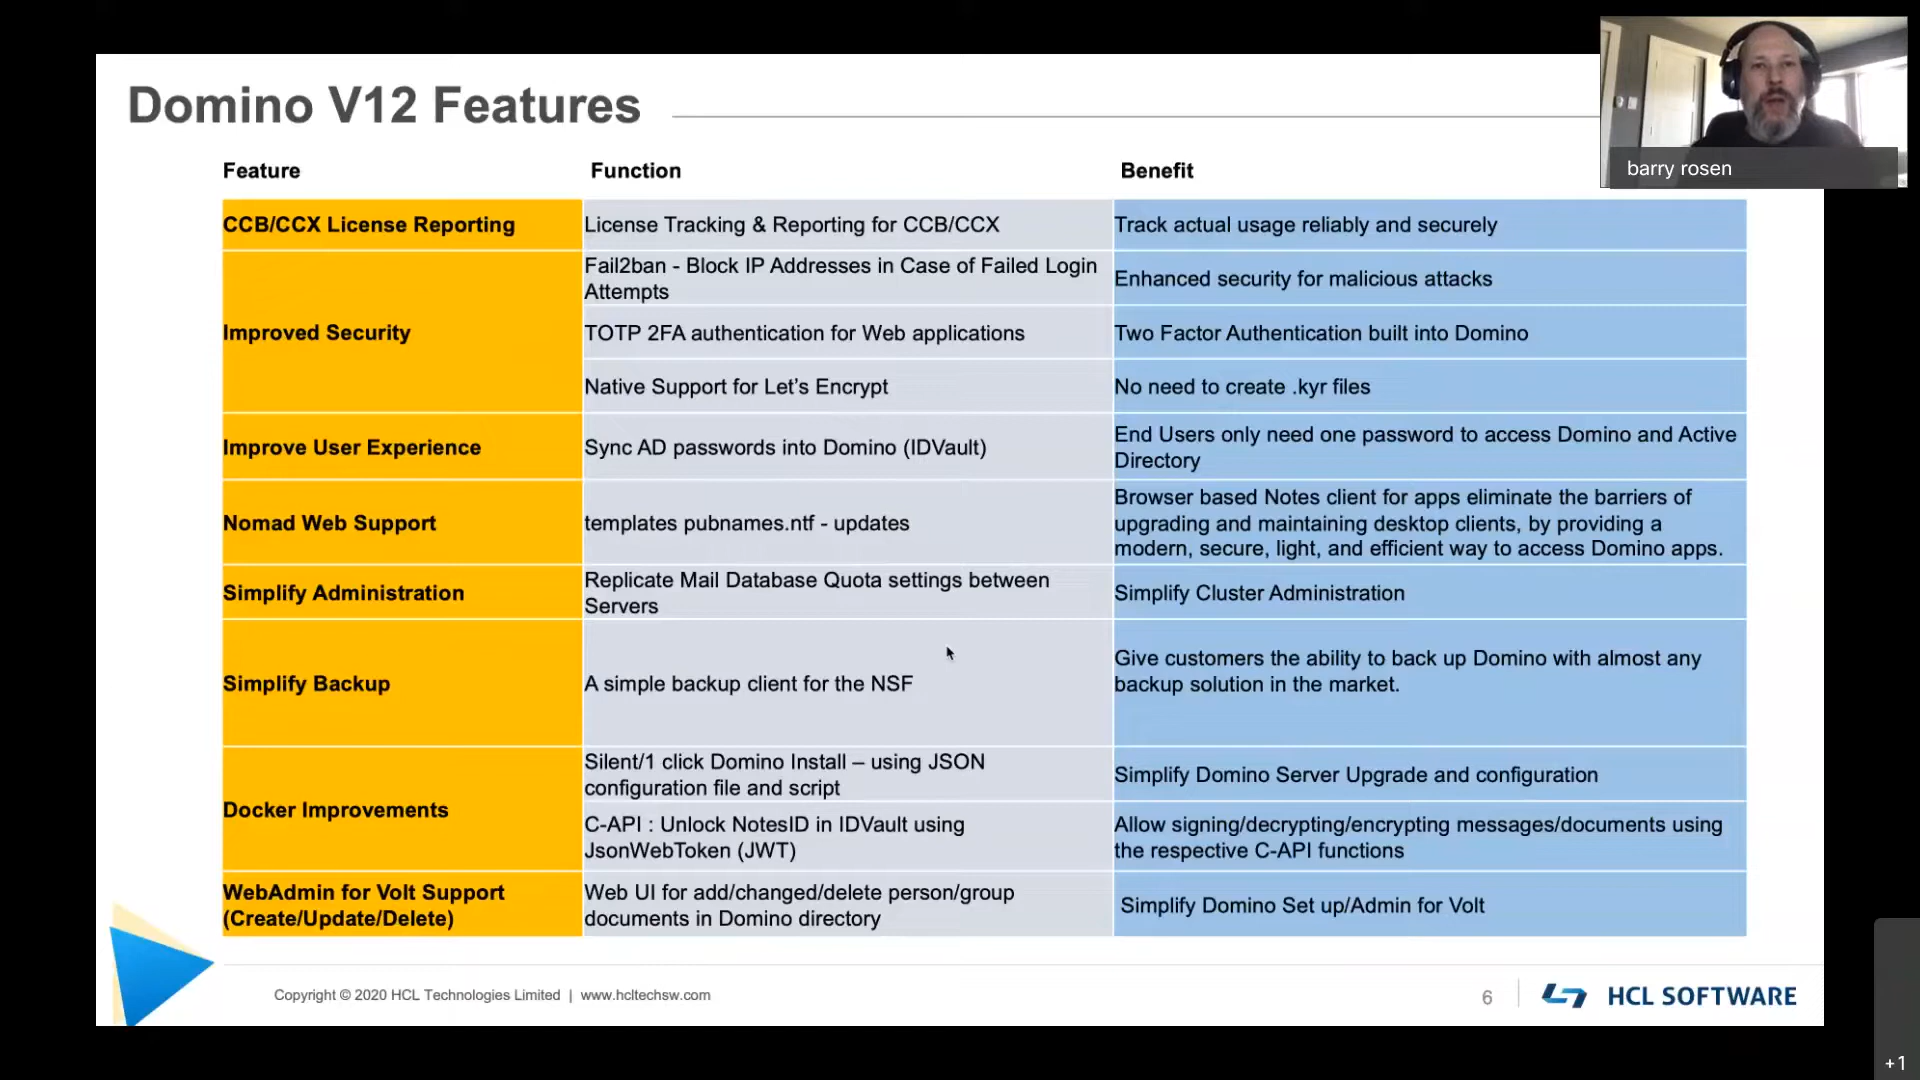 Domino V12 Features
barry rosen
Feature Function Benefit
CCB/CCX License Reporting
License Tracking & Reporting for CCB/CCX
Track actual usage reliably and securely
Improved Security
Fail2ban - Block IP Addresses in Case of Failed Login
Attempts
Enhanced security for malicious attacks
TOTP 2FA authentication for Web applications
Two Factor Authentication built into Domino
Native Support for Let’s Encrypt
No need to create .kyr files
Improve User Experience
Sync AD passwords into Domino (IDVault)
End Users only need one password to access Domino and Active
Directory
Nomad Web Support
templates pubnames.ntf - updates
Browser based Notes client for apps eliminate the barriers of
upgrading and maintaining desktop clients, by providing a
modern, secure, light, and efficient way to access Domino apps.
Simplify Administration
Replicate Mail Database Quota settings between
Servers
Simplify Cluster Administration
Simplify Backup
A simple backup client for the NSF
Give customers the ability to back up Domino with almost any
backup solution in the market.
Docker Improvements
Silent/1 click Domino Install – using JSON
configuration file and script
Simplify Domino Server Upgrade and configuration
C-API : Unlock NotesID in IDVault using
JsonWebToken (JWT)
Allow signing/decrypting/encrypting messages/documents using
the respective C-API functions
WebAdmin for Volt Support
(Create/Update/Delete)
Web UI for add/changed/delete person/group
documents in Domino directory
Simplify Domino Set up/Admin for Volt
Copyright © 2020 HCL Technologies Limited | www.hcltechsw.com
6
HCL SOFTWARE
+1